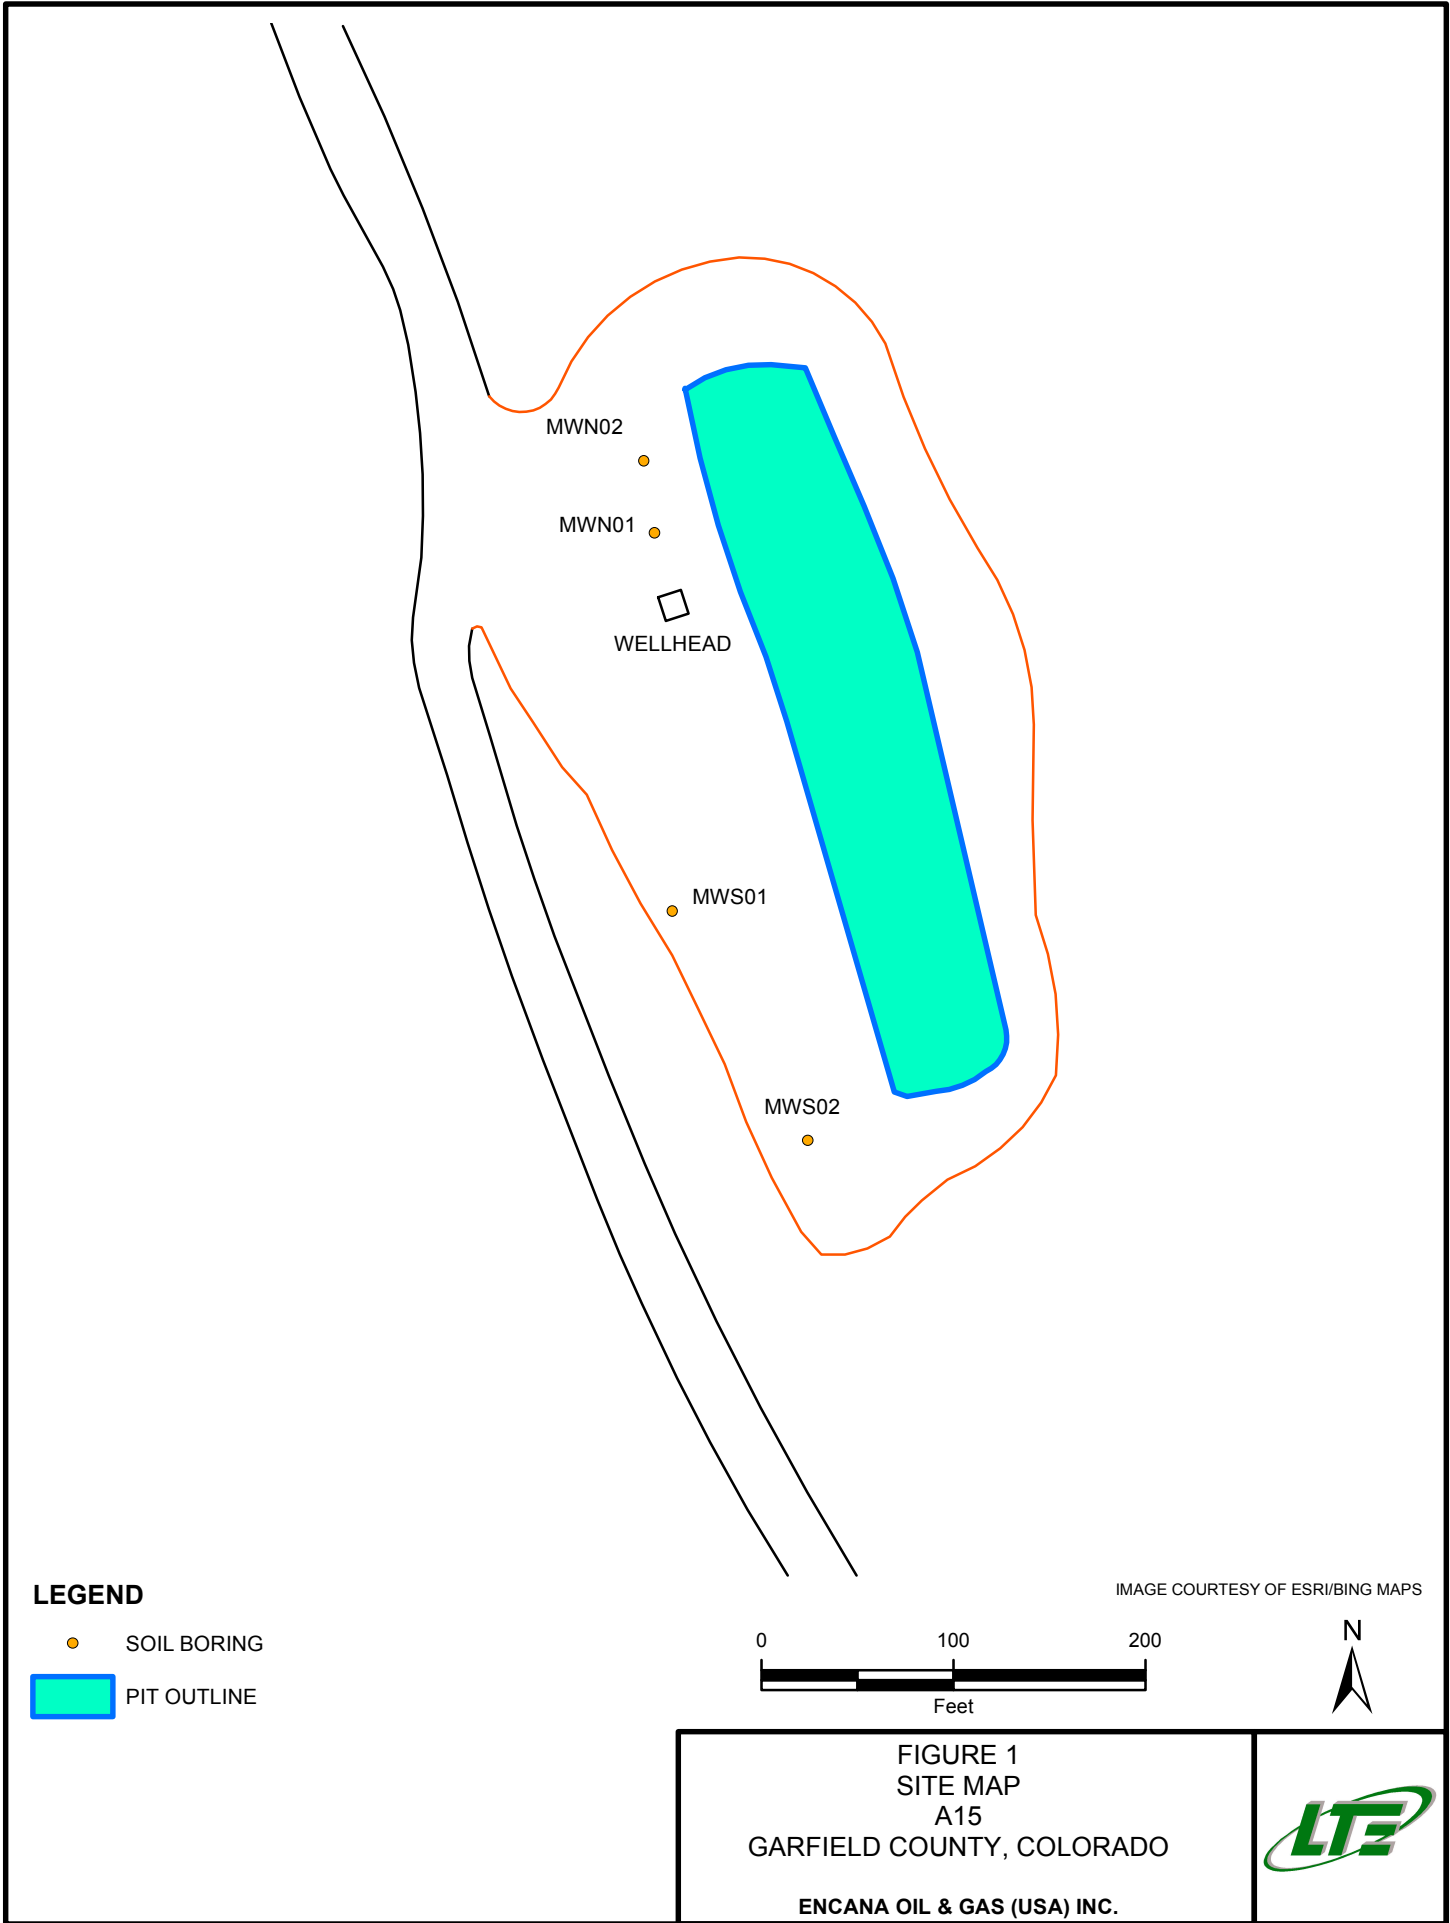 MWN02
MWN01
WELLHEAD
MWS01
MWS02
LEGEND
SOIL BORING
PIT OUTLINE
IMAGE COURTESY OF ESRI/BING MAPS
0 100 200
Feet
N
FIGURE 1
SITE MAP
A15
GARFIELD COUNTY, COLORADO
ENCANA OIL & GAS (USA) INC.
LTE